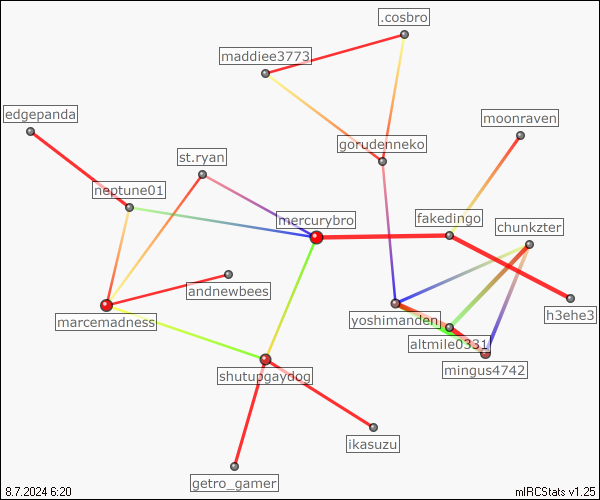 .cosbro
maddiee3773
edgepanda
moonraven
gorudenneko
st.ryan
neptune01
mercurybro
fakedingo
chunkzter
andnewbees
marcemadness
yoshimanden
h3ehe3
altmile0331
shutupgaydog
mingus4742
ikasuzu
getro_gamer
8.7.2024 6:20
mIRCStats v1.25